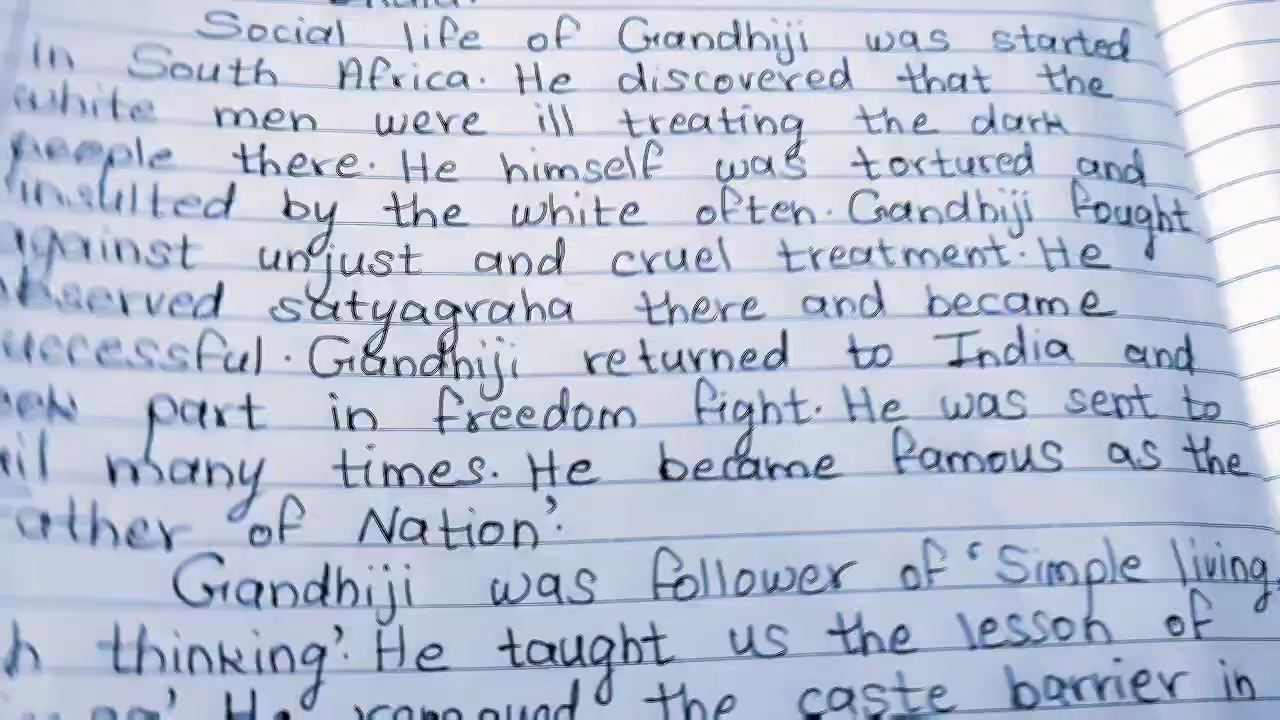 Social life of Gandhiji was started
in South Africa. He discovered that the
white men were ill treating the dark
people there. He himself was tortured and
insulted by the white often. Gandhiji fought
against unjust and cruel treatment. He
observed satyagraha there and became
uccessful. Gandhiji returned to India and
part in freedom fight. He was sent to
ail many times. He became famous as the
ather of Nation'.
Gandhiji was follower of 'Simple living
h thinking'. He taught us the lesson of
He the caste barrier in